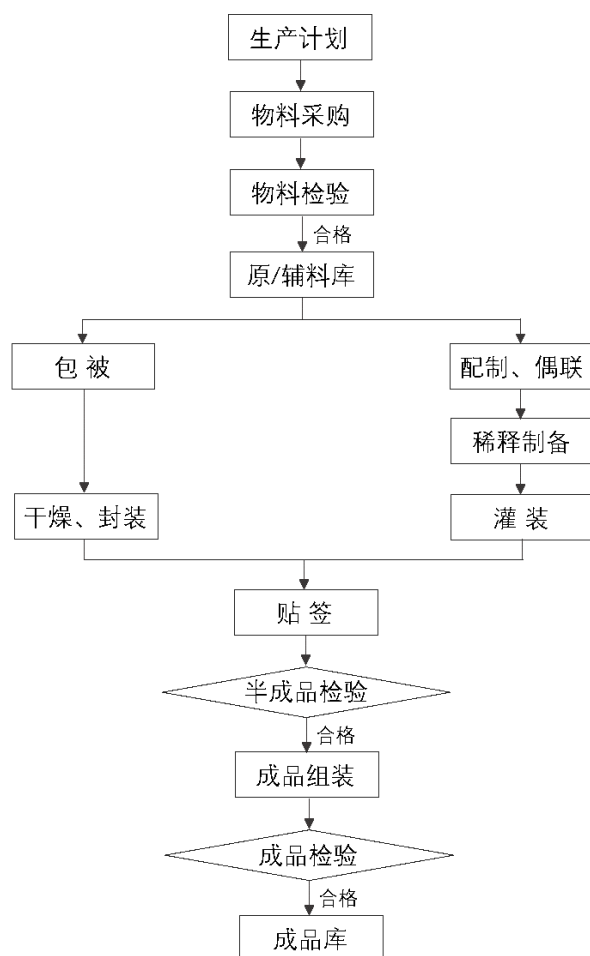 生产计划
物料采购
物料检验
合格
原/辅料库
包 被
配制、偶联
稀释制备
干燥、封装
灌 装
贴 签
半成品检验
合格
成品组装
成品检验
合格
成品库